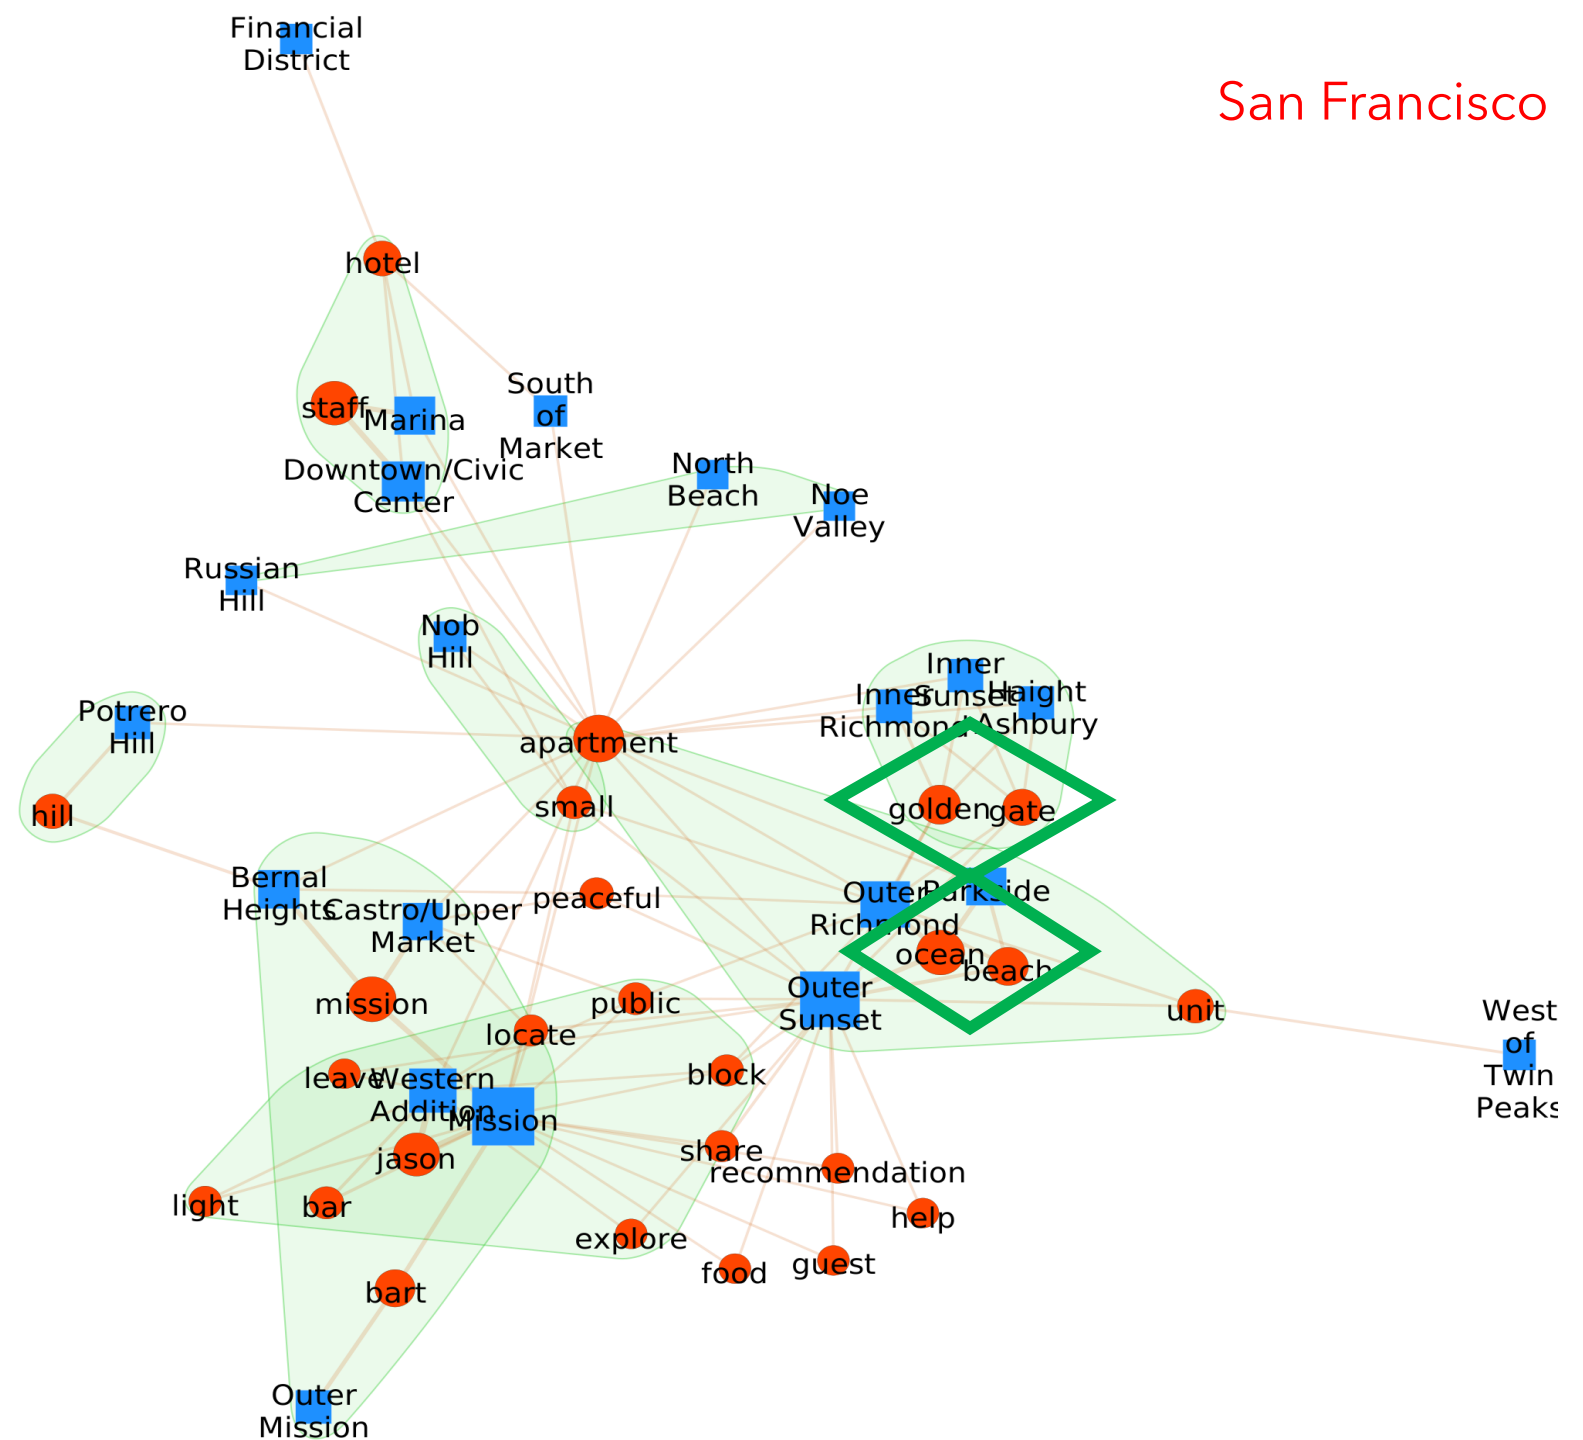 Financial
District
San Francisco
hotel
South
of
Market
staff
Marina
North
Beach
Downtown/Civic
Center
Noe
Valley
Russian
Hill
Nob
Hill
Inner
Sunset
Inner
Richmond
Haight
Ashbury
Potrero
Hill
apartment
small
golden
gate
hill
Bernal
Heights
Castro/Upper
Market
peaceful
Outer
Richmond
Parkside
ocean
beach
mission
public
Outer
Sunset
unit
West
of
Twin
Peaks
locate
leave
Western
Addition
block
Mission
jason
share
recommendation
light
bar
help
explore
food
guest
bart
Outer
Mission